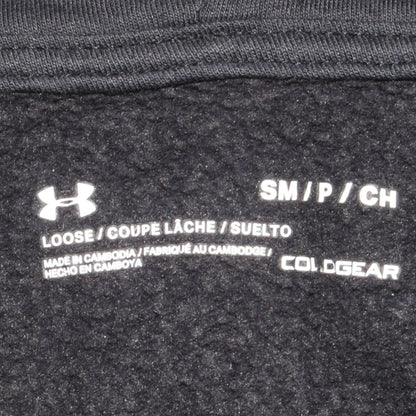 SM / P / CH
LOOSE / COUPE LÂCHE / SUELTO
MADE IN CAMBODIA / FABRIQUÉ AU CAMBODGE /
HECHO EN CAMBOYA
COLDGEAR